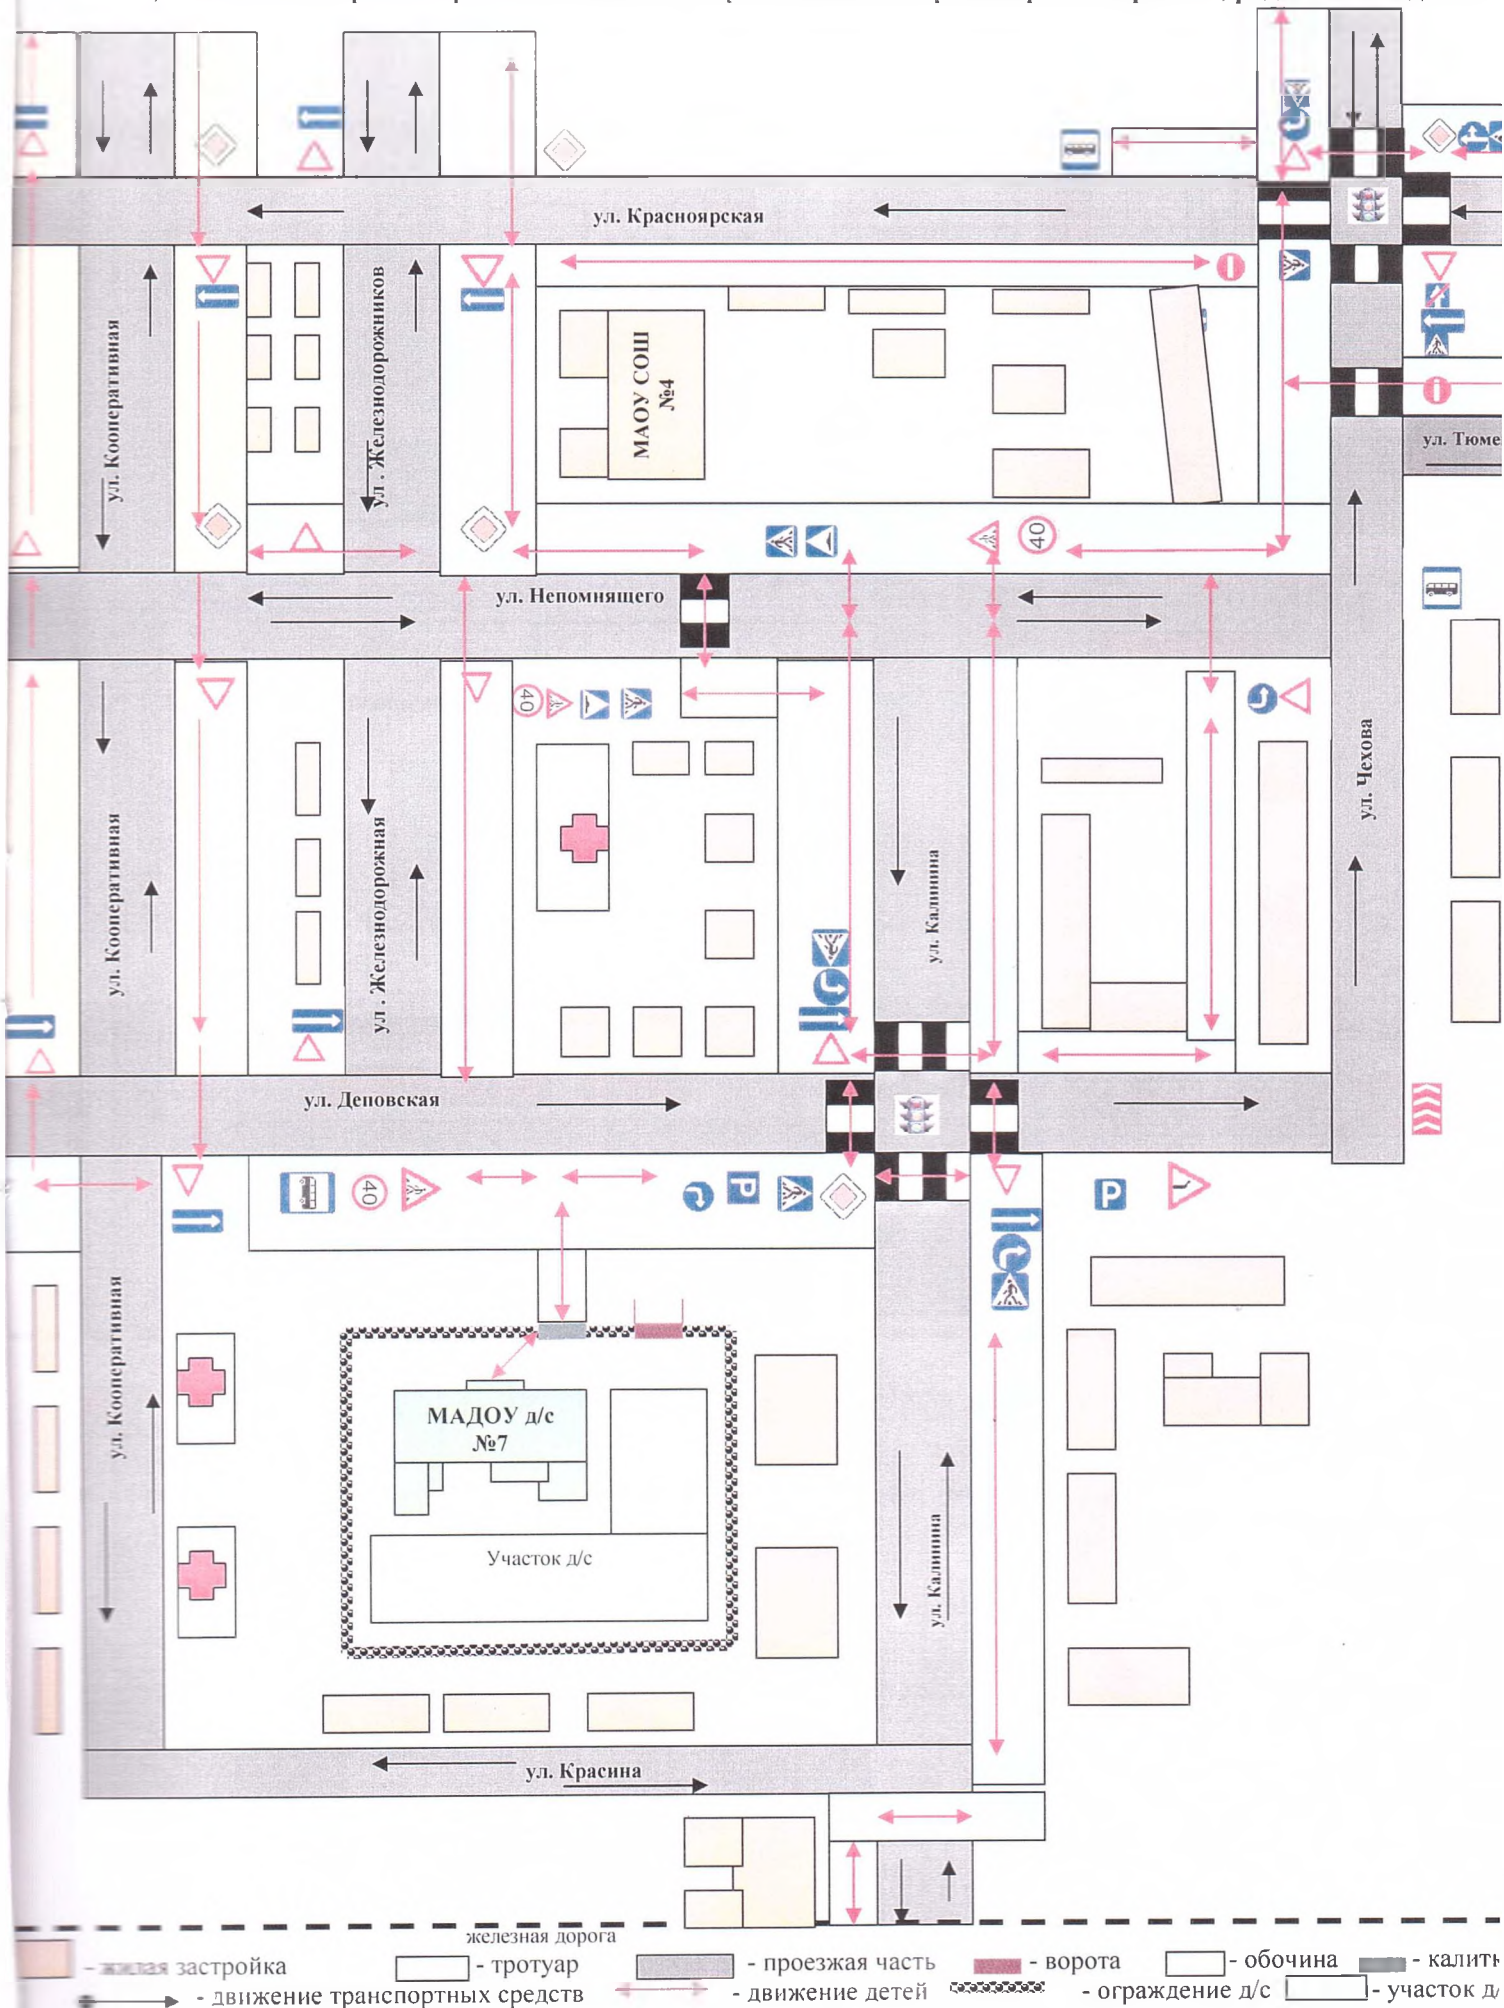 ул. Красноярская
ул. Кооперативная
ул . Железнодорожников
МАОУ СОШ
№4
ул. Тюме
40
ул. Непомнящего
40
ул. Чехова
ул. Кооперативная
ул . Железнодорожная
ул. Калинина
ул. Деповская
40
P
P
ул. Кооперативная
МАДОУ д/с
№7
Участок д/с
ул. Калинина
ул. Красина
железная дорога
- жилая застройка
- тротуар
- проезжая часть
- ворота
- обочина
- калитк
- движение транспортных средств
- движение детей
- ограждение д/с
- участок д/